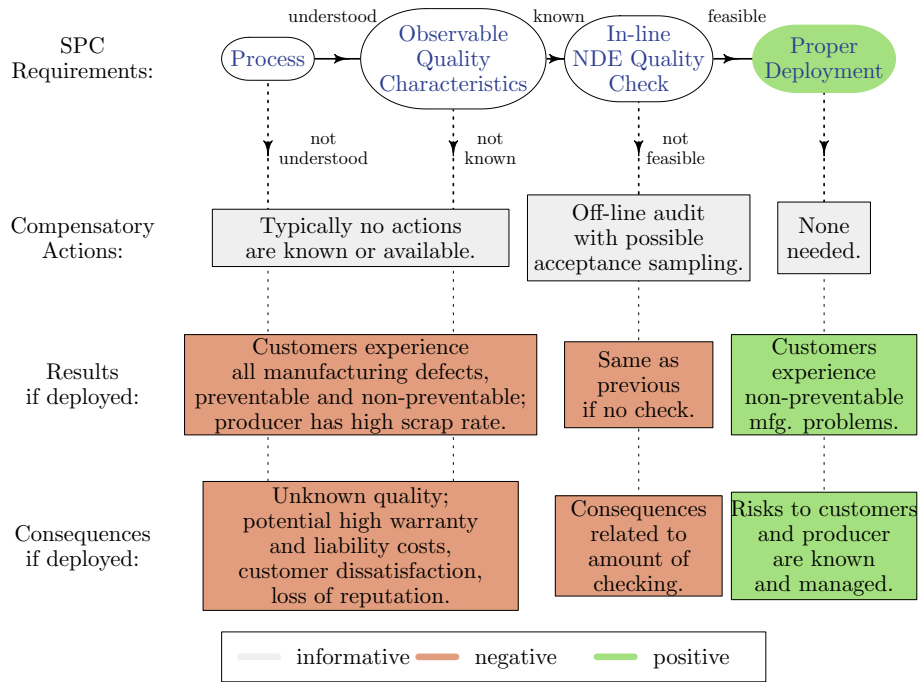 understood
known
feasible
SPC
Requirements:
Process
Observable
Quality
Characteristics
In-line
NDE Quality
Check
Proper
Deployment
not
understood
not
known
not
feasible
Compensatory
Actions:
Typically no actions
are known or available.
Off-line audit
with possible
acceptance sampling.
None
needed.
Results
if deployed:
Customers experience
all manufacturing defects,
preventable and non-preventable;
producer has high scrap rate.
Same as
previous
if no check.
Customers
experience
non-preventable
mfg. problems.
Consequences
if deployed:
Unknown quality;
potential high warranty
and liability costs,
customer dissatisfaction,
loss of reputation.
Consequences
related to
amount of
checking.
Risks to customers
and producer
are known
and managed.
informative
negative
positive